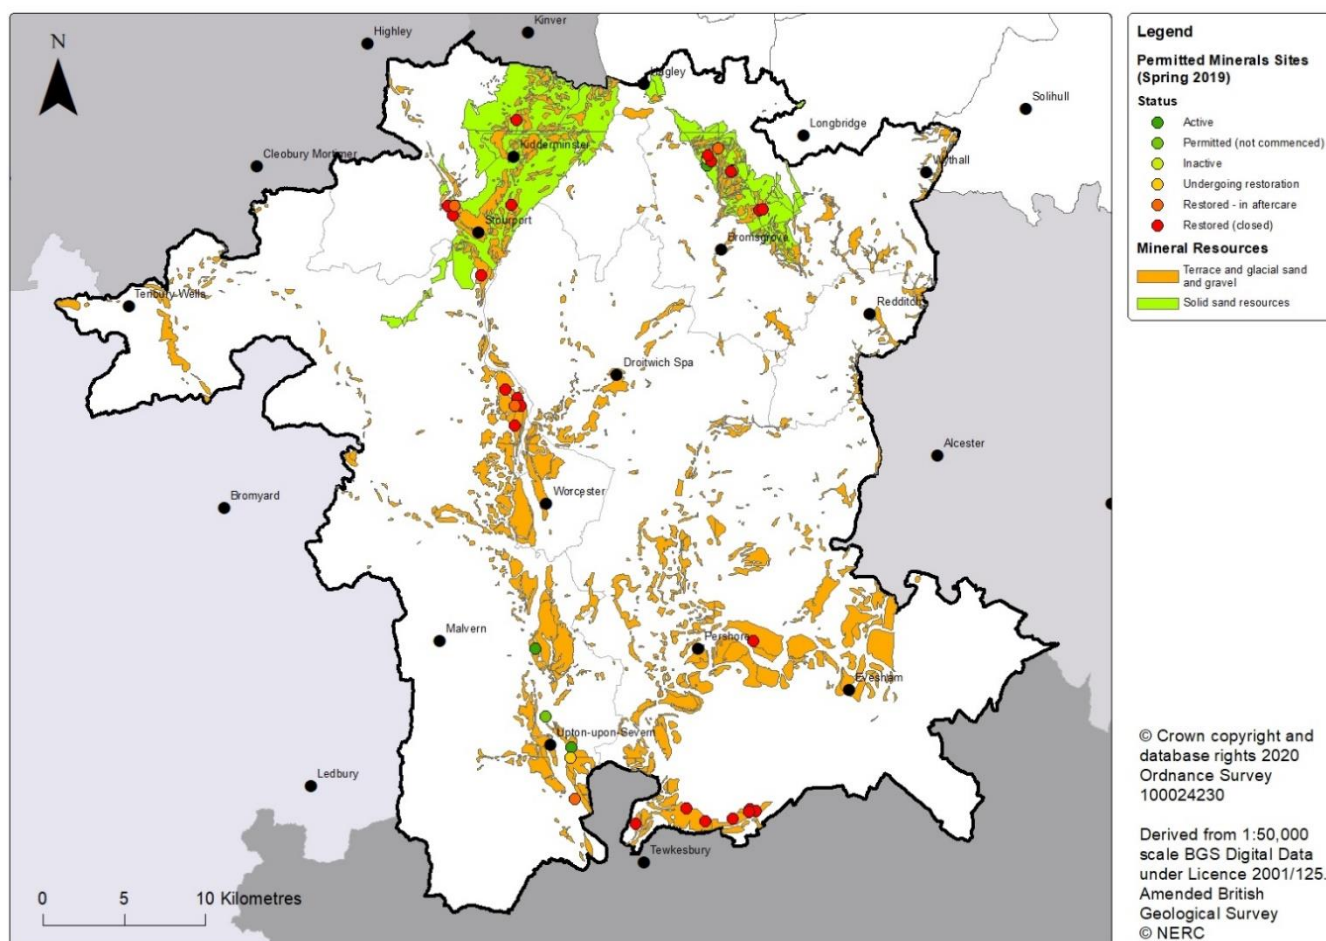 Kinver
Highley
N
Hagley
Solihull
Longbridge
Kidderminster
Cleobury Mortimer
Wythall
Stourport
Bromsgrove
Tenbury Wells
Redditch
Droitwich Spa
Alcester
Bromyard
Worcester
Malvern
Pershore
Evesham
Upton-upon-Severn
Ledbury
Tewkesbury
0 5 10 Kilometres
Legend
Permitted Minerals Sites
(Spring 2019)
Status
Active
Permitted (not commenced)
Inactive
Undergoing restoration
Restored - in aftercare
Restored (closed)
Mineral Resources
Terrace and glacial sand
and gravel
Solid sand resources
© Crown copyright and
database rights 2020
Ordnance Survey
100024230
Derived from 1:50,000
scale BGS Digital Data
under Licence 2001/125.
Amended British
Geological Survey
© NERC